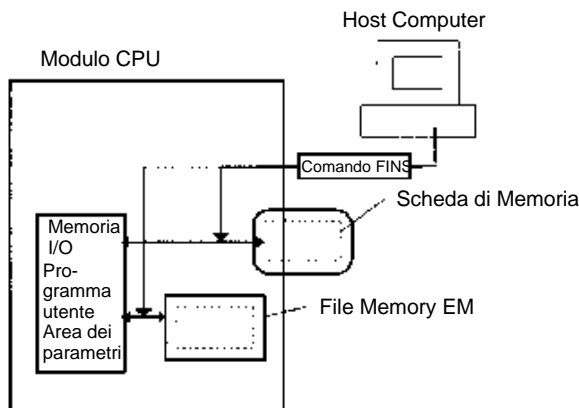 Host Computer
Modulo CPU
Comando FINS
Scheda di Memoria
Memoria
I/O
Pro-
gramma
utente
Area dei
parametri
File Memory EM